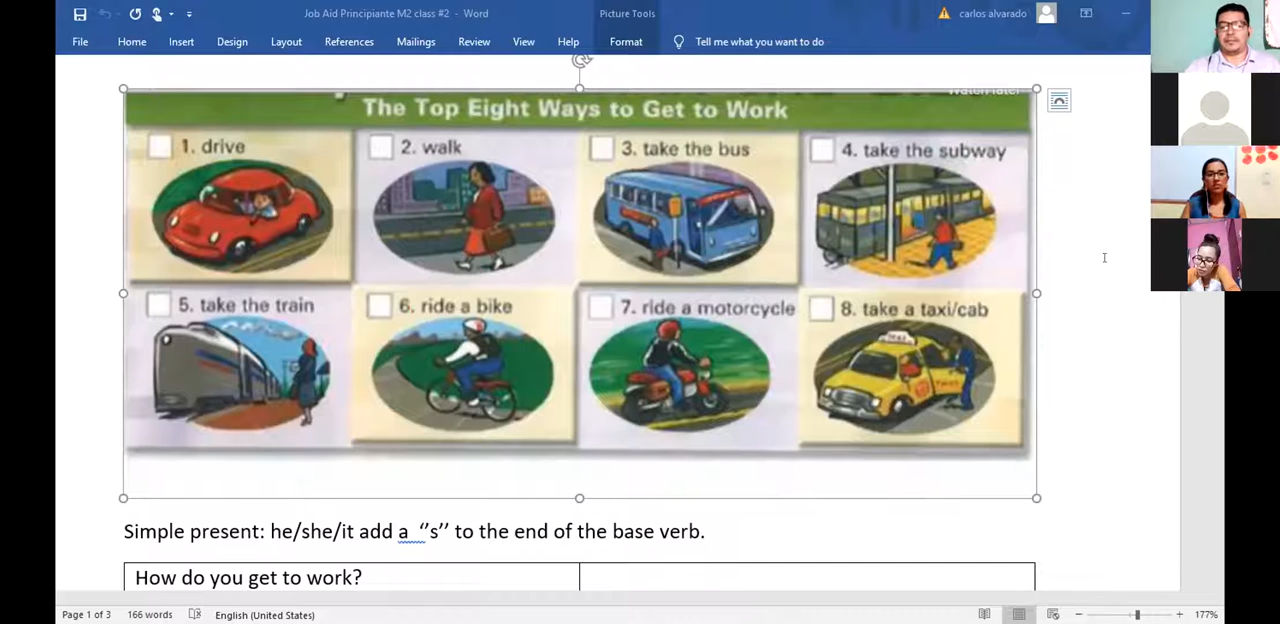 Job Aid Principiante M2 class #2 - Word
Picture Tools
carlos alvarado
File Home Insert Design Layout References Mailings Review View Help Format Tell me what you want to do
The Top Eight Ways to Get to Work
1. drive
2. walk
3. take the bus
4. take the subway
5. take the train
6. ride a bike
7. ride a motorcycle
8. take a taxi/cab
Simple present: he/she/it add a ‘’s’’ to the end of the base verb.
How do you get to work?
Page 1 of 3 166 words English (United States) 177%